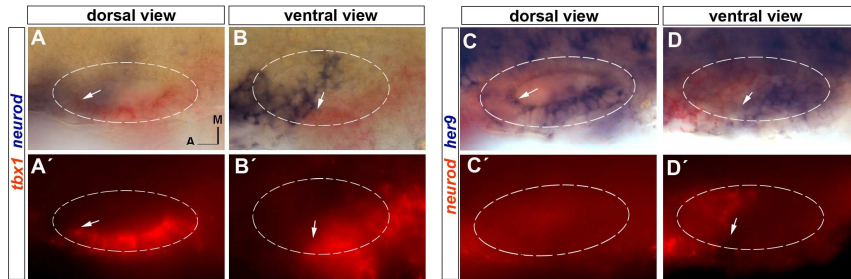 dorsal view
ventral view
dorsal view
ventral view
tbx1 neurod
neurod her9
A
B
C
D
M
A
A´
B´
C´
D´